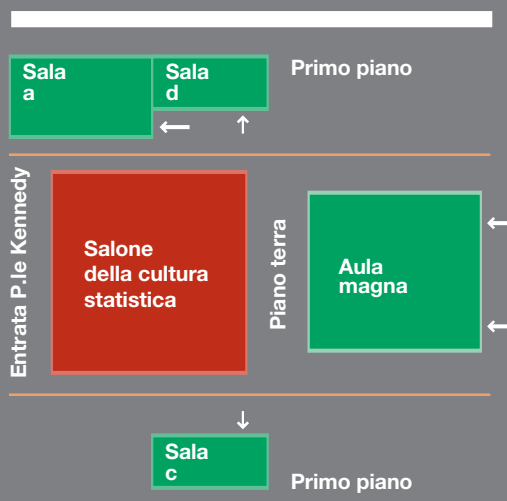 Sala
a
Sala
d
Primo piano
←
↑
Entrata P.le Kennedy
Salone
della cultura
statistica
Piano terra
Aula
magna
←
←
↓
Sala
c
Primo piano